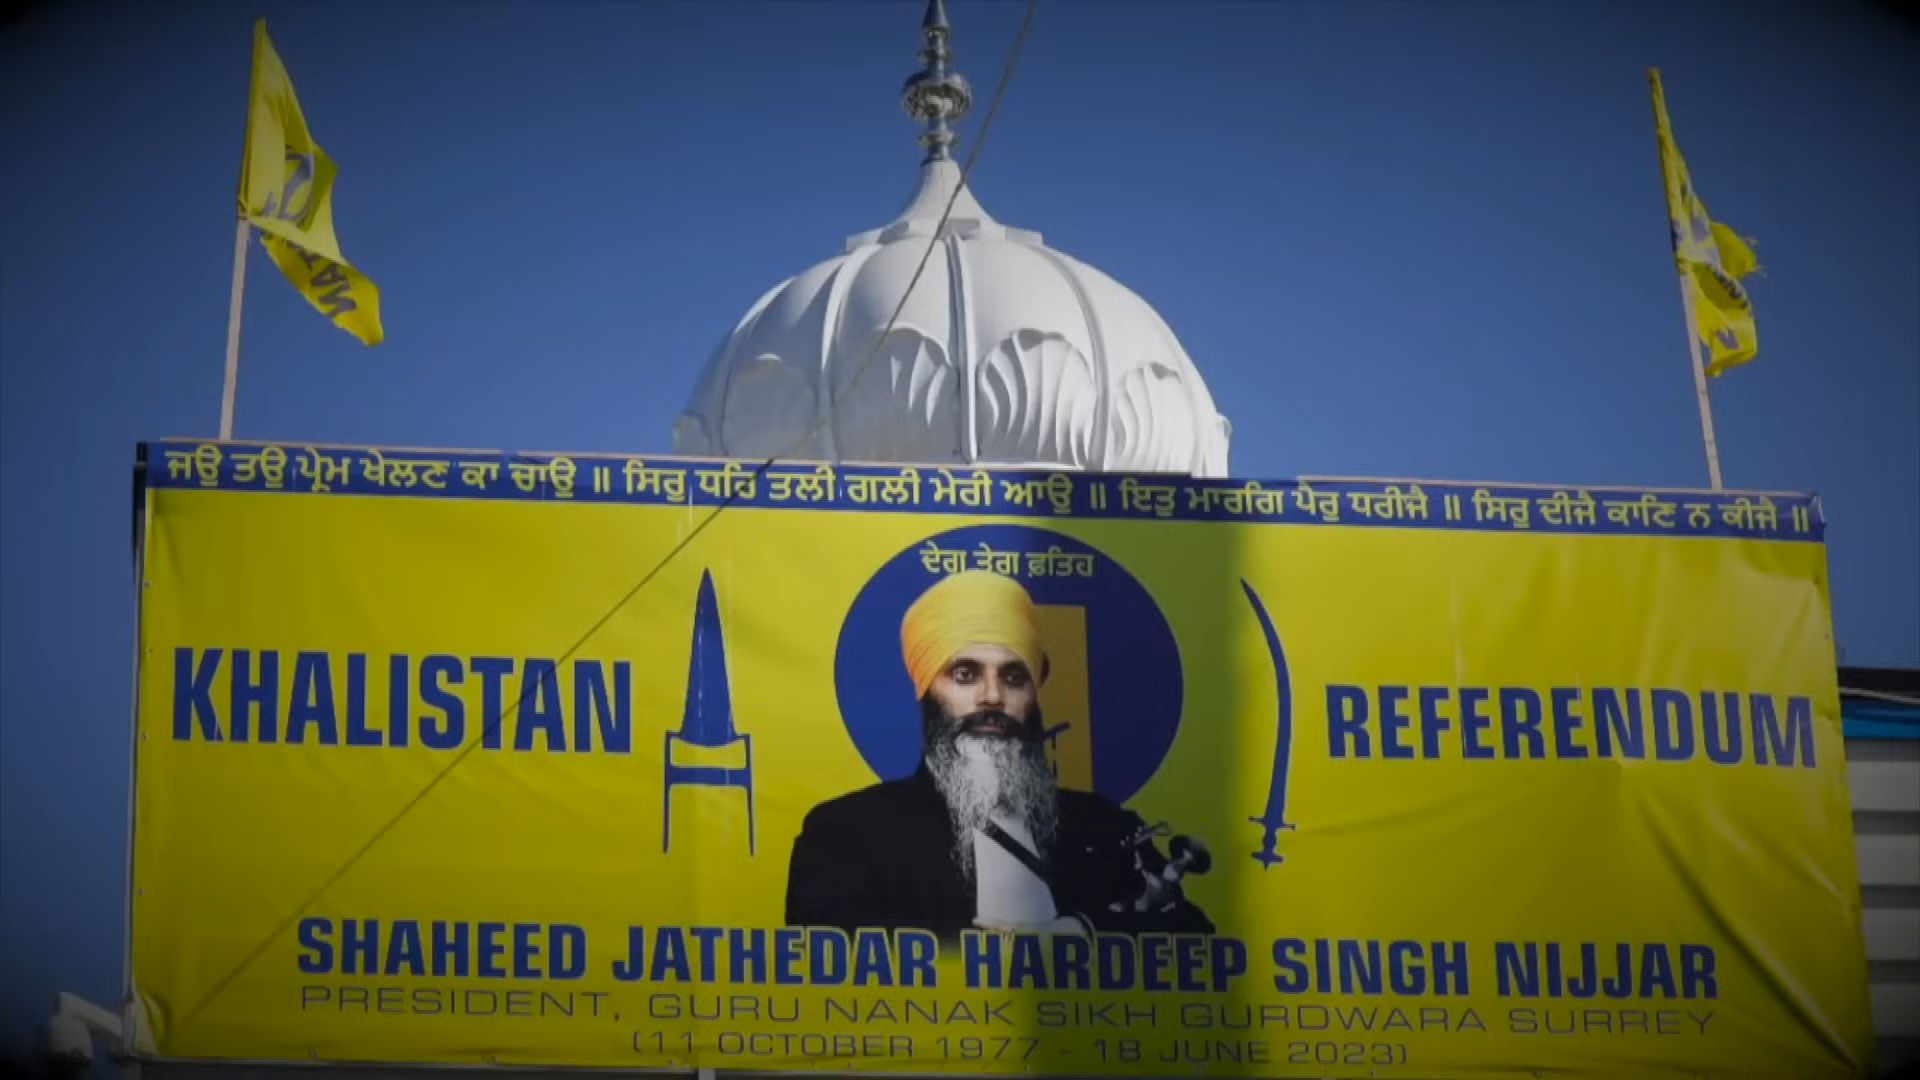 ਜਉ ਤਉ ਪ੍ਰੇਮ ਖੇਲਣ ਕਾ ਚਾਉ ॥ ਸਿਰੁ ਧਰਿ ਤਲੀ ਗਲੀ ਮੇਰੀ ਆਉ ॥ ਇਤੁ ਮਾਰਗਿ ਪੈਰੁ ਧਰੀਜੈ ॥ ਸਿਰੁ ਦੀਜੈ ਕਾਣਿ ਨ ਕੀਜੈ ॥
ਦੇਗ ਤੇਗ ਫ਼ਤਿਹ
KHALISTAN REFERENDUM
SHAHEED JATHEDAR HARDEEP SINGH NIJJAR
PRESIDENT, GURU NANAK SIKH GURDWARA SURREY
(11 OCTOBER 1977 - 18 JUNE 2023)